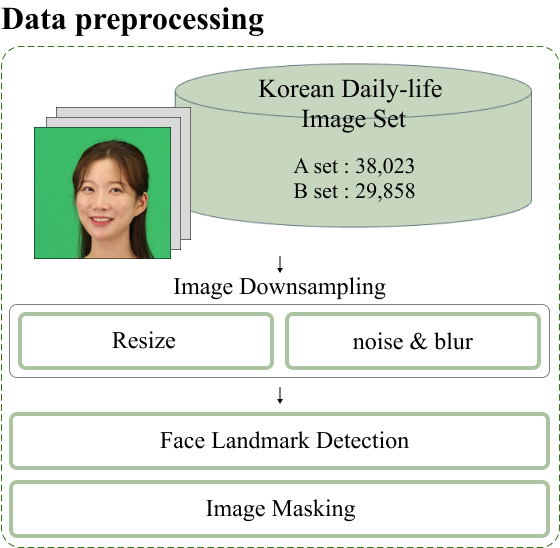 Data preprocessing
Korean Daily-life
Image Set
A set : 38,023
B set : 29,858
Image Downsampling
Resize
noise & blur
Face Landmark Detection
Image Masking